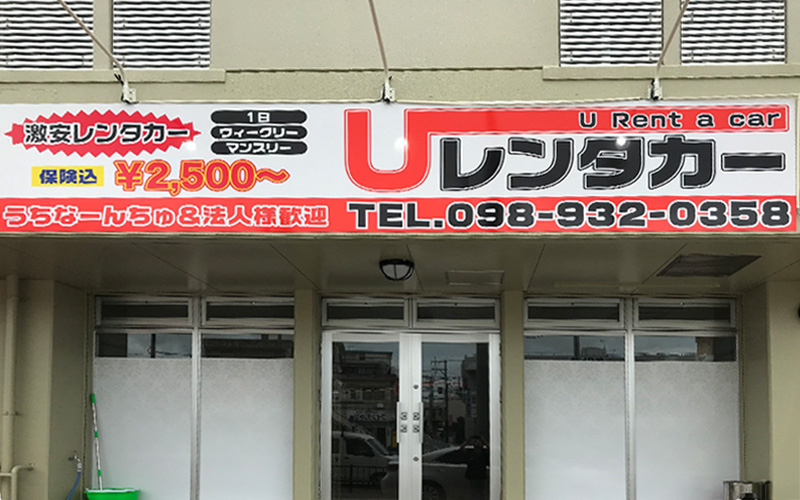 激安レンタカー
1日
ウィークリー
マンスリー
保険込 ¥2,500〜
うちなーんちゅ&法人様歓迎
U Rent a car
Uレンタカー
TEL.098-932-0358